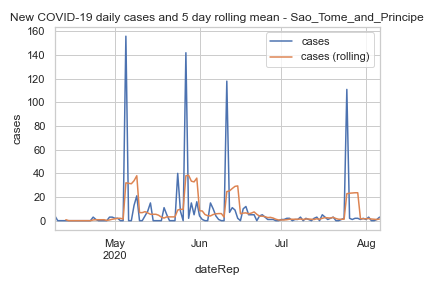 New COVID-19 daily cases and 5 day rolling mean - Sao_Tome_and_Principe
cases
cases (rolling)
160
140
120
100
80
60
40
20
0
cases
May
2020
Jun
Jul
Aug
dateRep